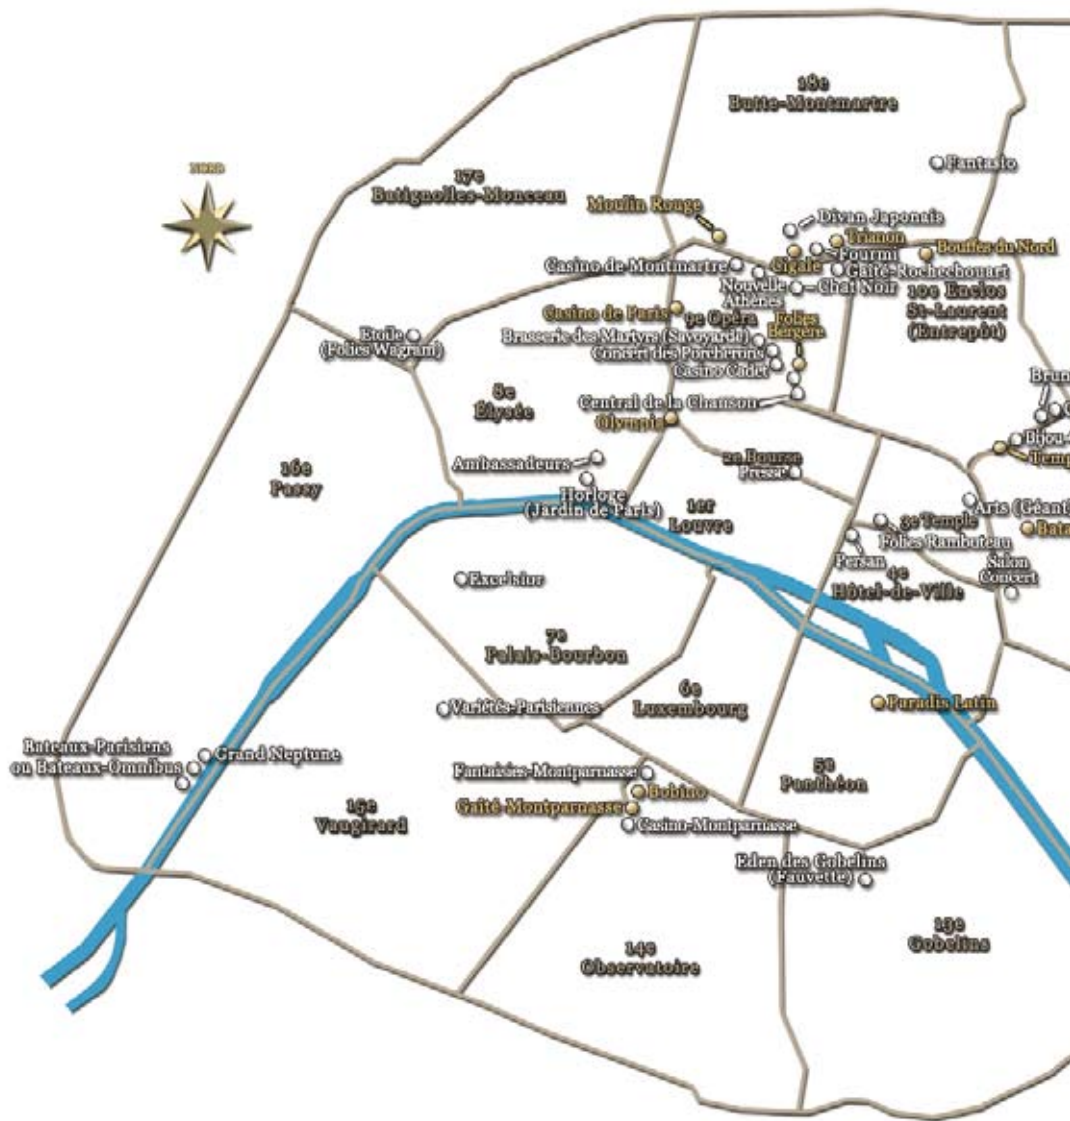 18e
Butte-Montmartre
Fantasio
NORD
17e
Batignolles-Monceau
Moulin Rouge
Divan Japonais
Trianon
Bouffes du Nord
Fourmi
Cigale
Casino de Montmartre
Gaîté-Rochechouart
Nouvelle
Athènes
Chat Noir
10e Enclos
St-Laurent
(Entrepôt)
Casino de Paris
9e Opéra
Folies
Bergère
Etoile
(Folies Wagram)
Brasserie des Martyrs (Savoyarde)
Concert des Porcherons
Casino Cadet
8e
Élysée
Central de la Chanson
Olympia
16e
Passy
Ambassadeurs
2e Bourse
Presse
Horloge
(Jardin de Paris)
1er
Louvre
Arts (Géant)
3e Temple
Folies Rambuteau
Persan
Salon
Concert
4e
Hôtel-de-Ville
Excelsior
7e
Palais-Bourbon
6e
Luxembourg
Variétés-Parisiennes
Paradis Latin
Bateaux-Parisiens
ou Bateaux-Omnibus
Grand Neptune
Fantaisies-Montparnasse
Bobino
5e
Panthéon
Gaîté-Montparnasse
15e
Vaugirard
Casino-Montparnasse
Eden des Gobelins
(Fauvette)
13e
Gobelins
14e
Observatoire